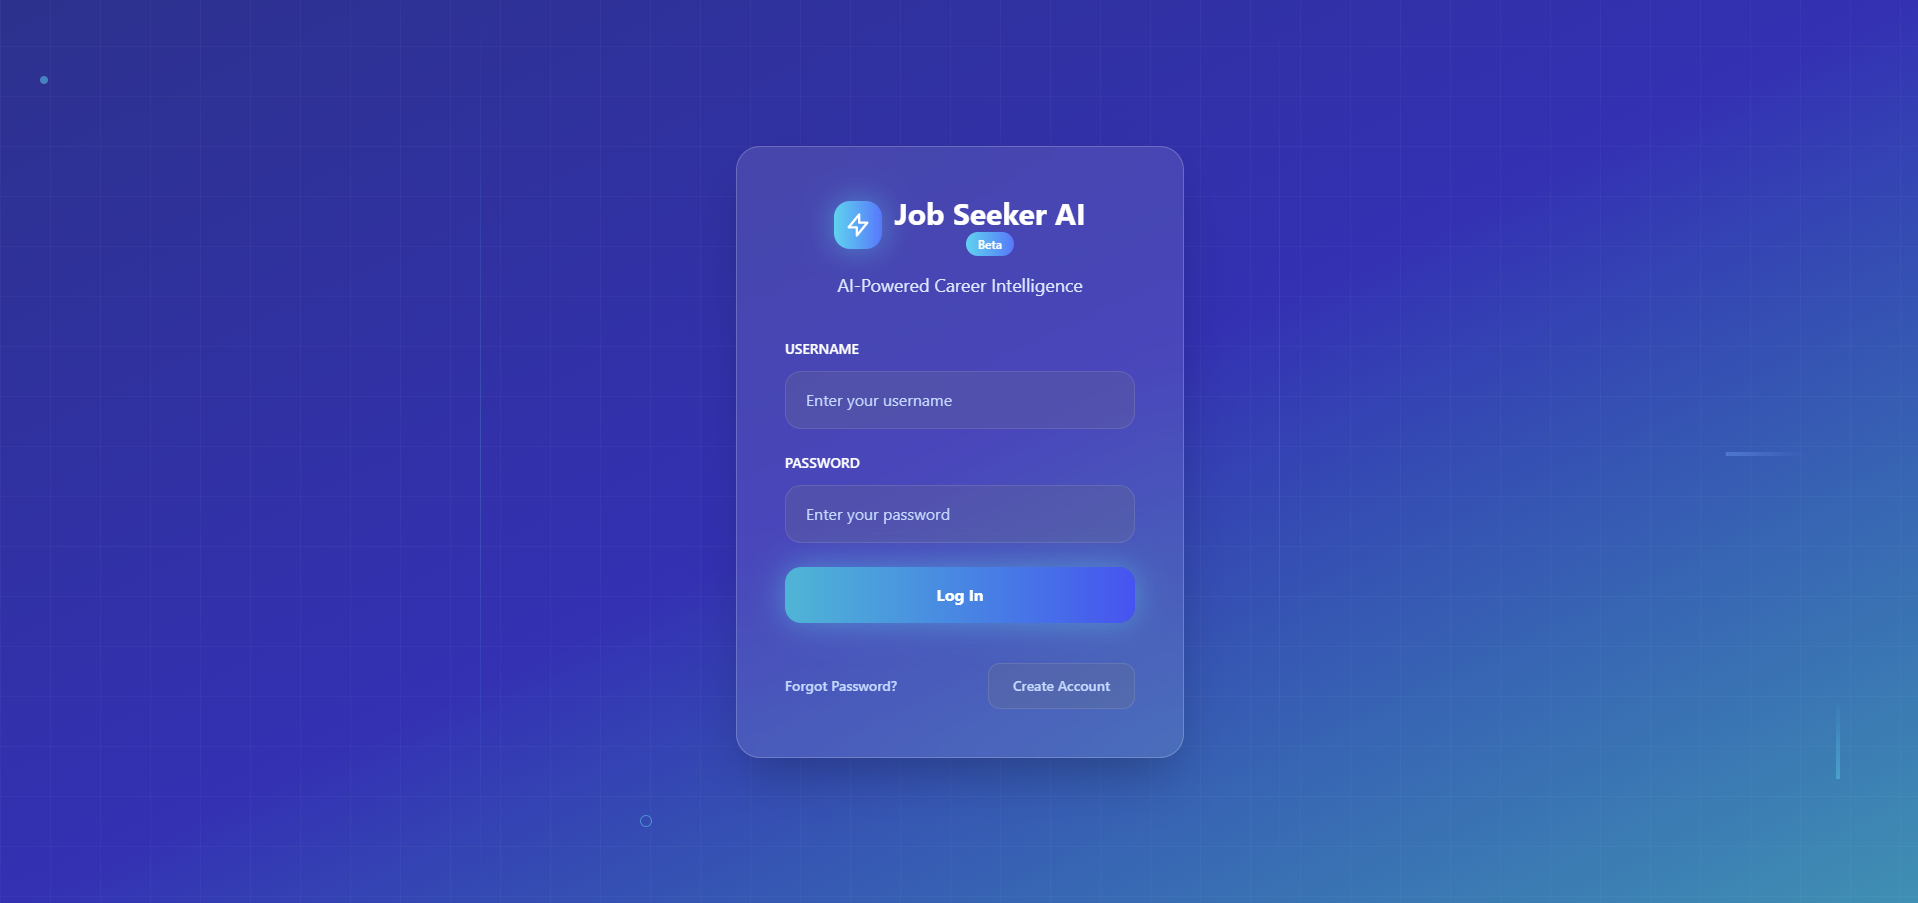 Job Seeker AI
Beta
AI-Powered Career Intelligence
USERNAME
Enter your username
PASSWORD
Enter your password
Log In
Forgot Password?
Create Account